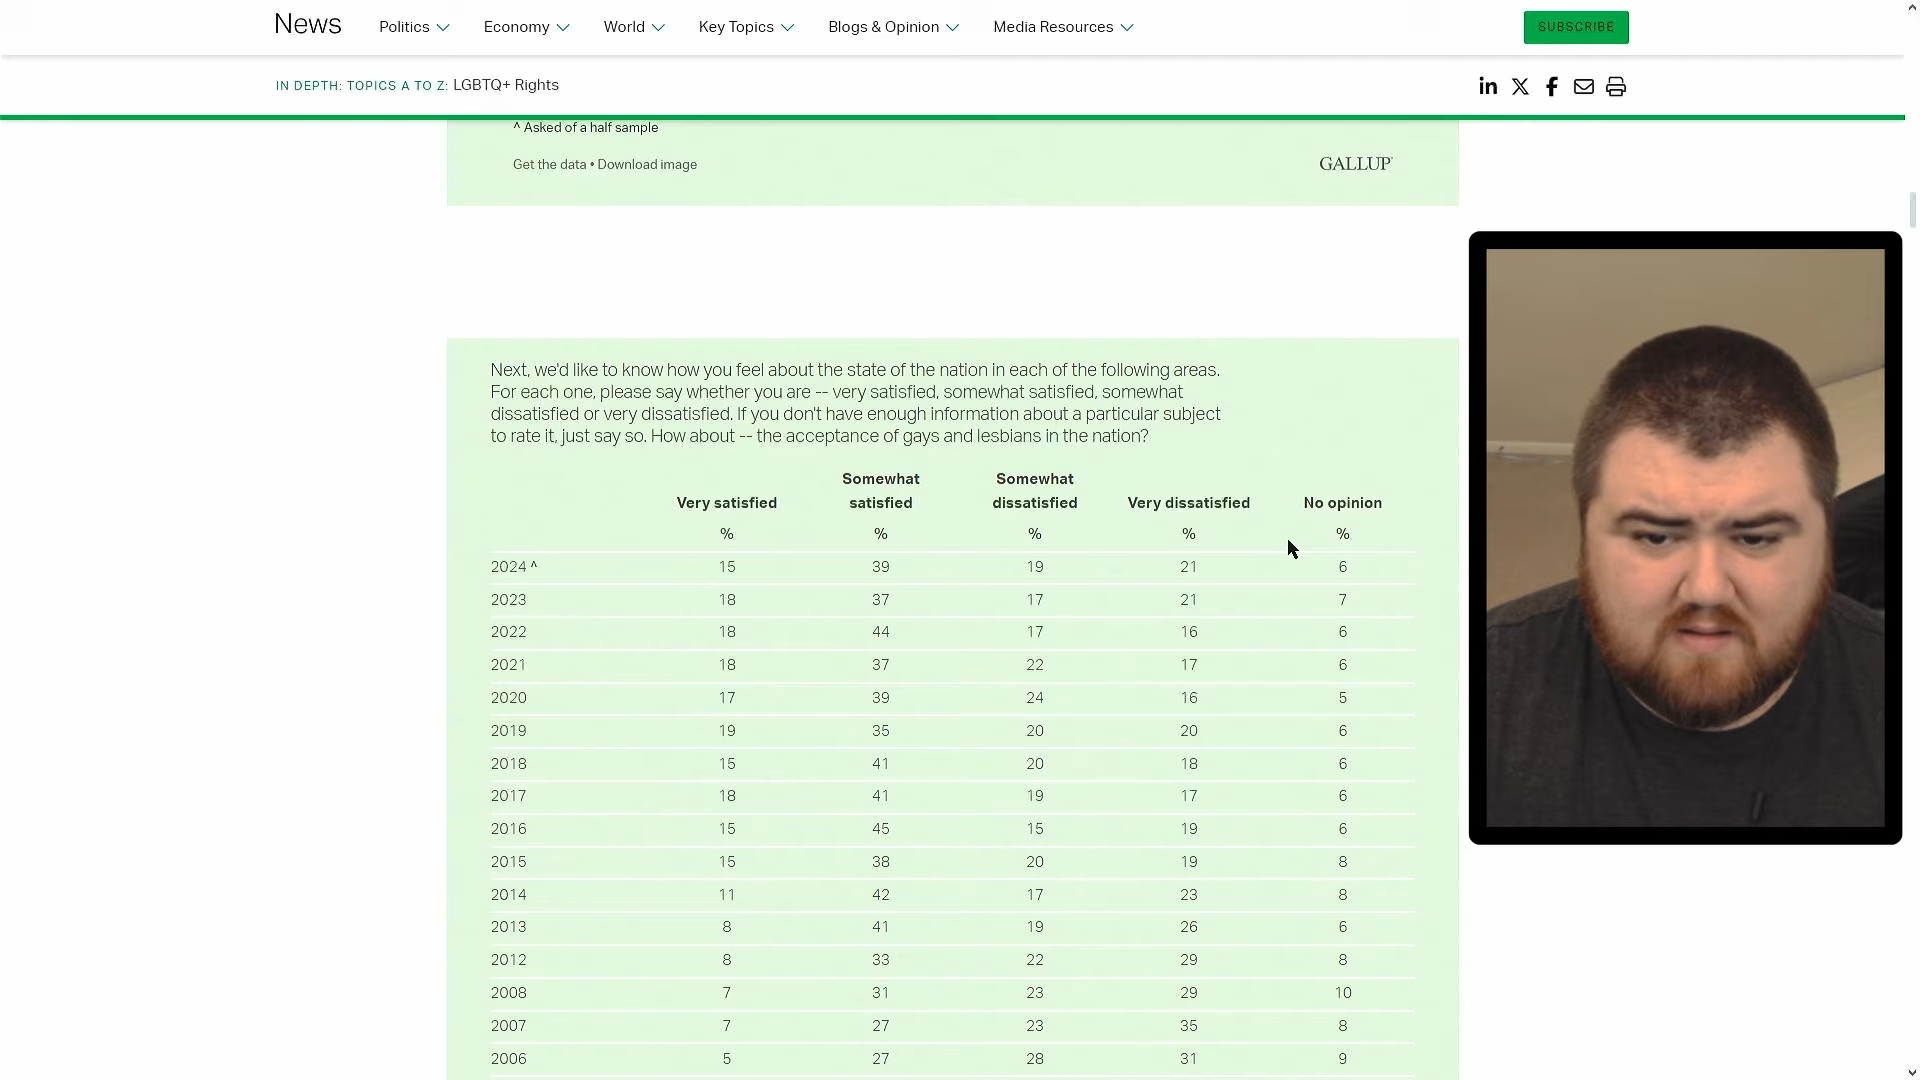 News Politics Economy World Key Topics Blogs & Opinion Media Resources SUBSCRIBE
IN DEPTH: TOPICS A TO Z: LGBTQ+ Rights
^ Asked of a half sample
Get the data • Download image GALLUP
Next, we'd like to know how you feel about the state of the nation in each of the following areas.
For each one, please say whether you are -- very satisfied, somewhat satisfied, somewhat
dissatisfied or very dissatisfied. If you don't have enough information about a particular subject
to rate it, just say so. How about -- the acceptance of gays and lesbians in the nation?
Very satisfied Somewhat satisfied Somewhat dissatisfied Very dissatisfied No opinion
% % % % %
2024 ^ 15 39 19 21 6
2023 18 37 17 21 7
2022 18 44 17 16 6
2021 18 37 22 17 6
2020 17 39 24 16 5
2019 19 35 20 20 6
2018 15 41 20 18 6
2017 18 41 19 17 6
2016 15 45 15 19 6
2015 15 38 20 19 8
2014 11 42 17 23 8
2013 8 41 19 26 6
2012 8 33 22 29 8
2008 7 31 23 29 10
2007 7 27 23 35 8
2006 5 27 28 31 9